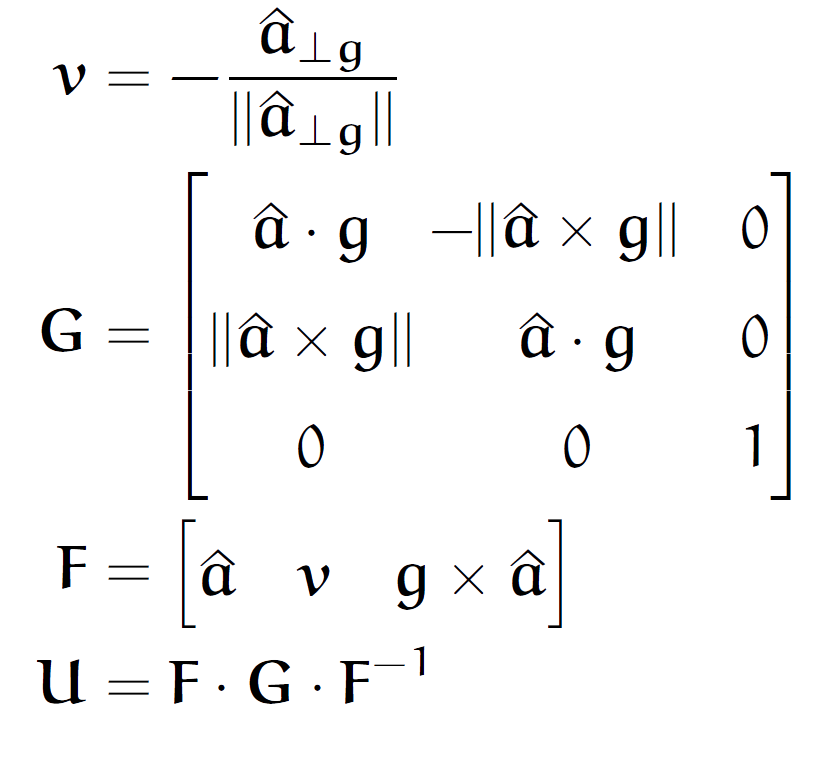 v = − â⊥g / ||â⊥g||
G = [ â · g −||â × g|| 0
||â × g|| â · g 0
0 0 1 ]
F = [ â v g × â ]
U = F · G · F⁻¹